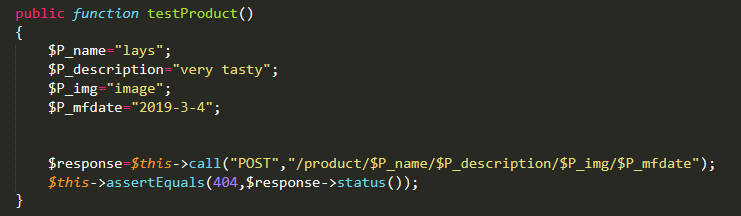 public function testProduct()
{
$P_name="lays";
$P_description="very tasty";
$P_img="image";
$P_mfdate="2019-3-4";
$response=$this->call("POST","/product/$P_name/$P_description/$P_img/$P_mfdate");
$this->assertEquals(404,$response->status());
}